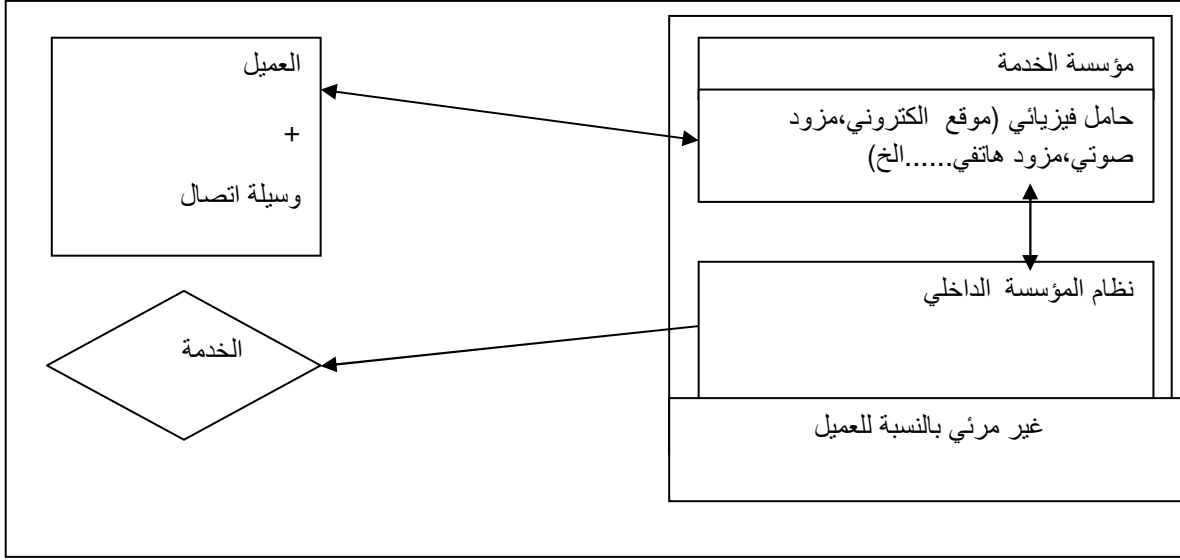 مؤسسة الخدمة
حامل فيزيائي (موقع الكتروني،مزود
صوتي،مزود هاتفي......الخ)
العميل
+
وسيلة اتصال
نظام المؤسسة الداخلي
الخدمة
غير مرئي بالنسبة للعميل